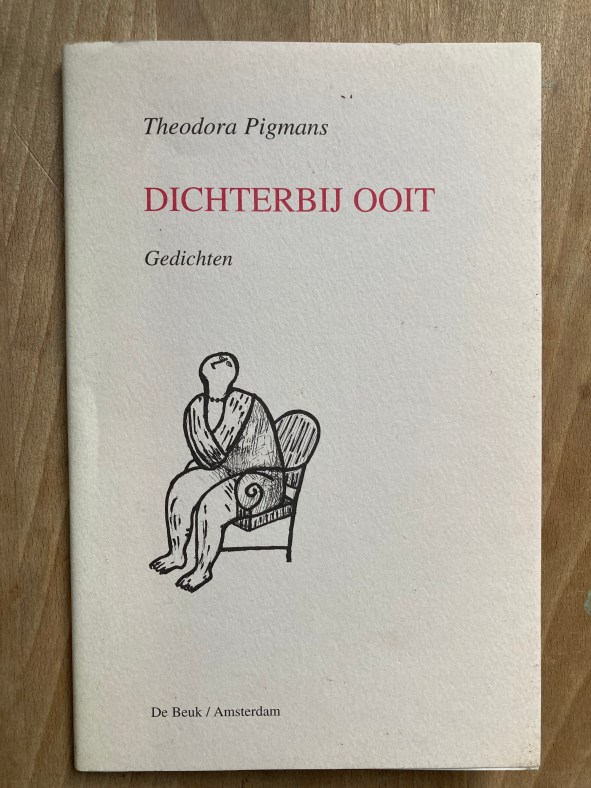 Theodora Pigmans
DICHTERBIJ OOIT
Gedichten
De Beuk / Amsterdam